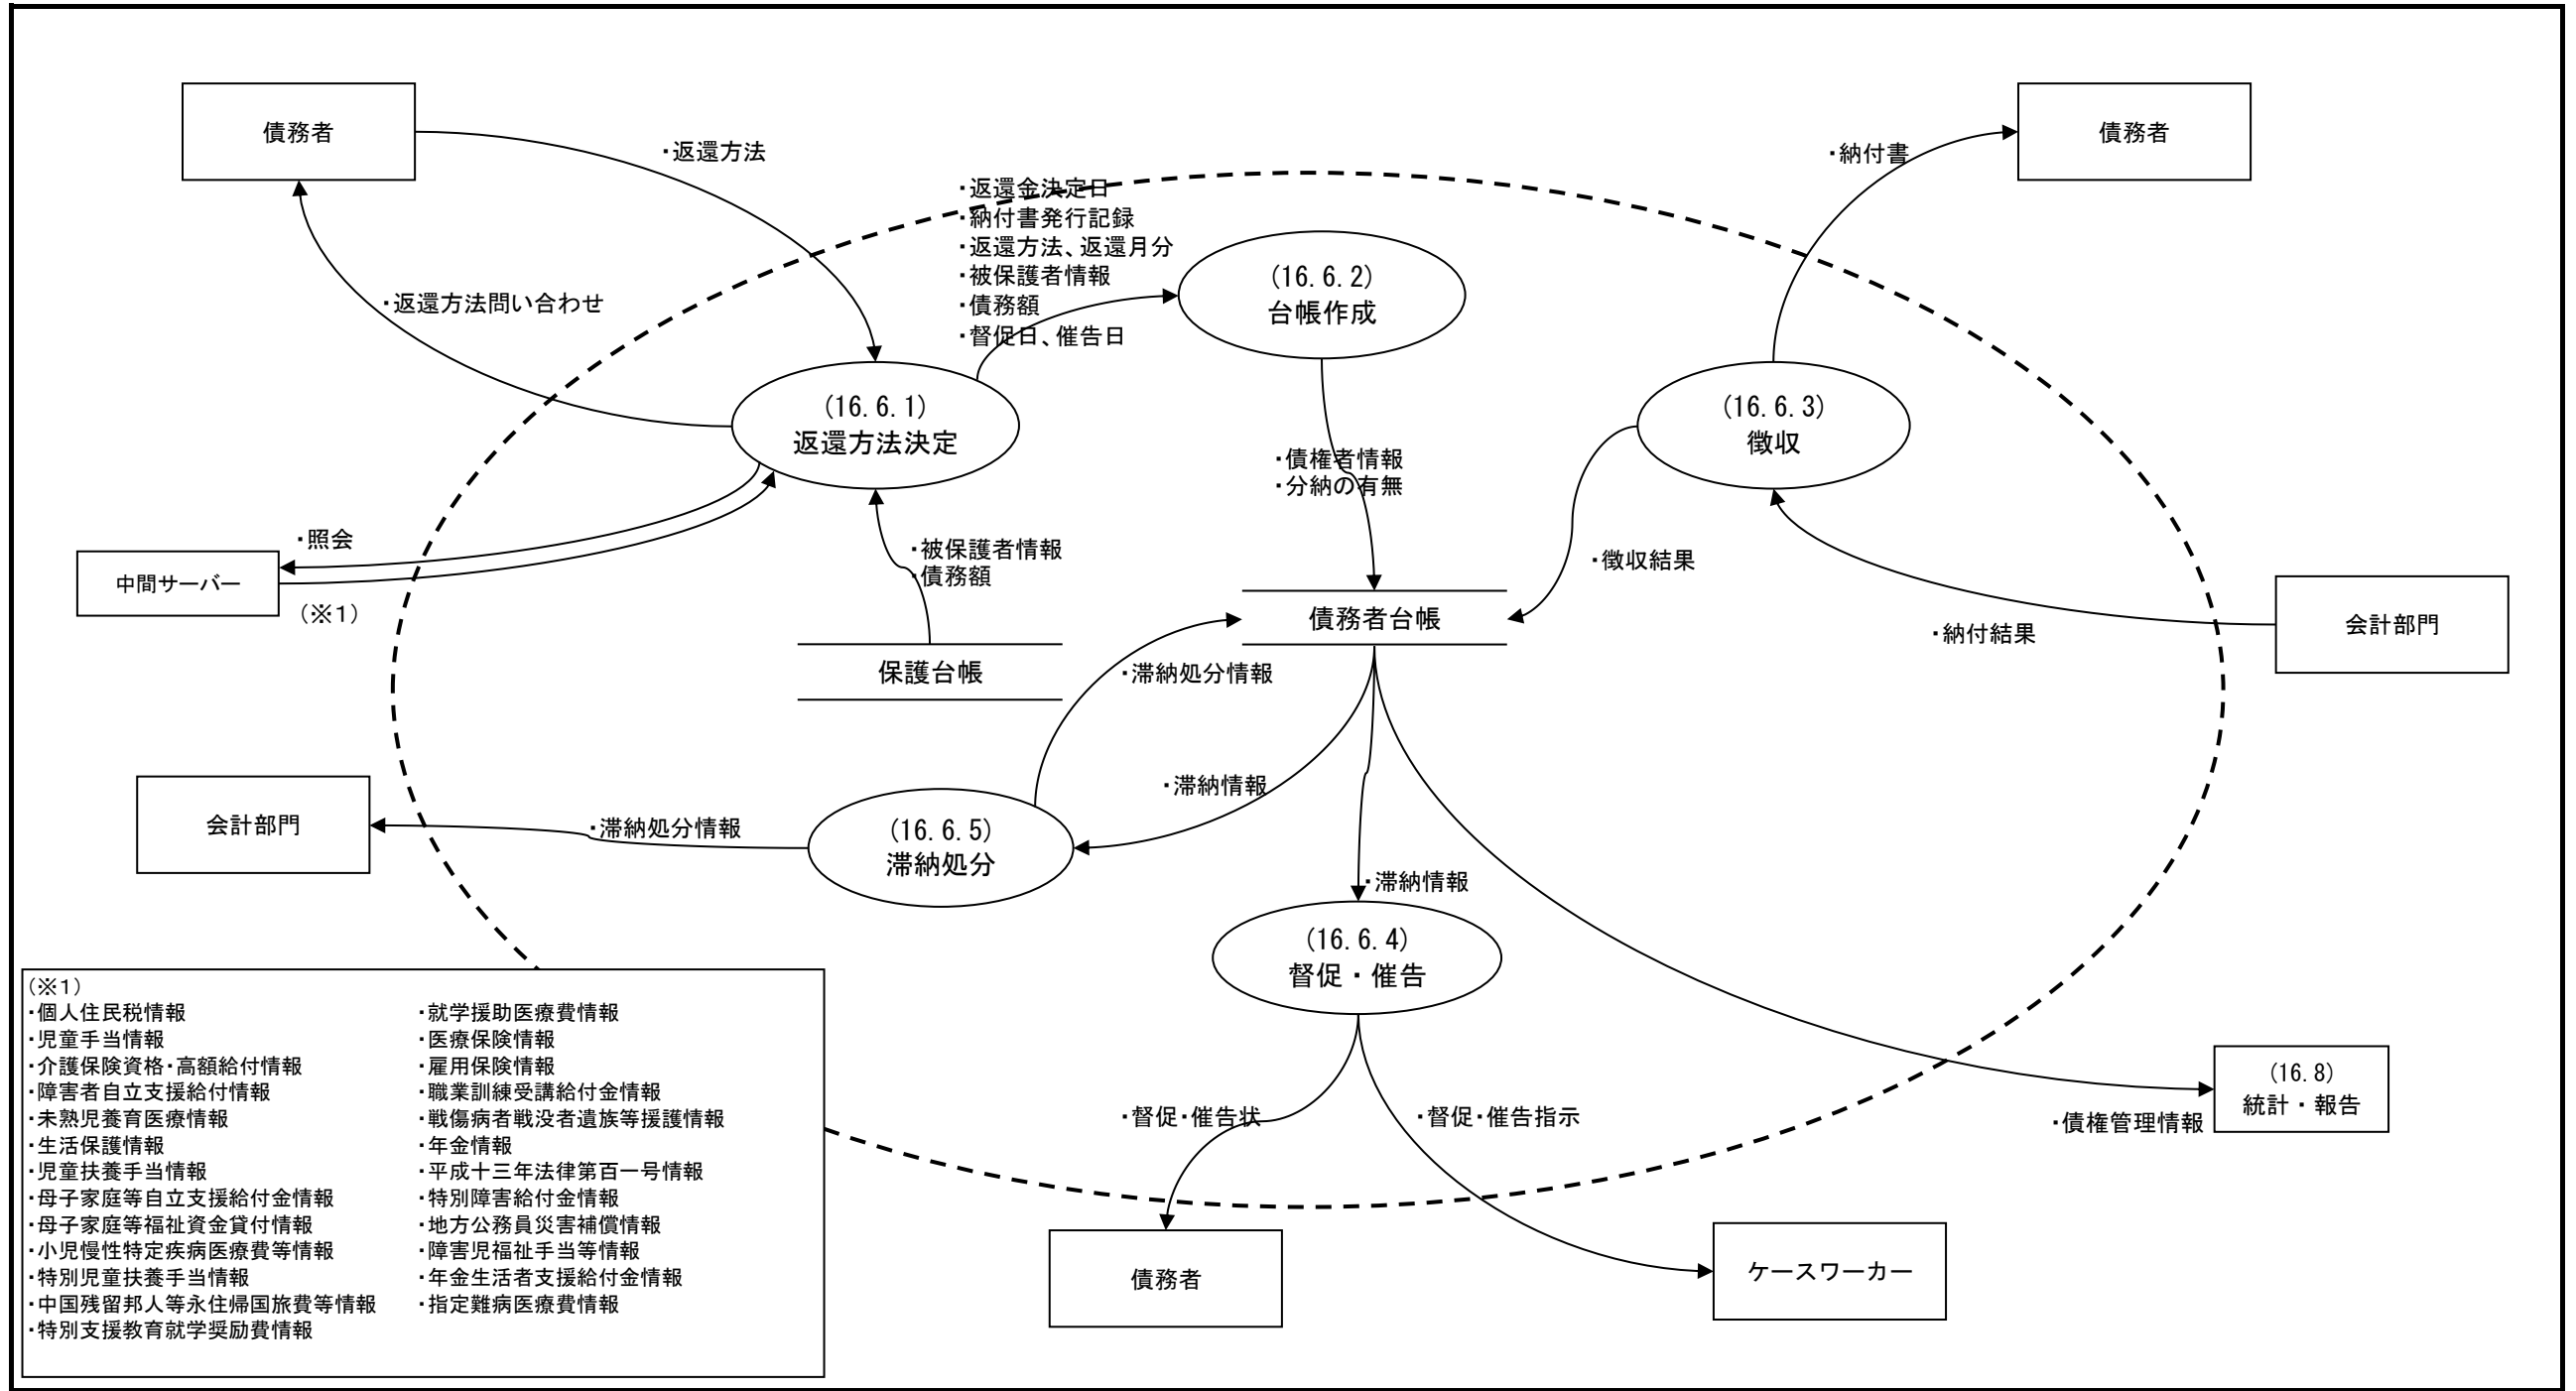 債務者
・返還方法
・返還方法問い合わせ
・返還金決定日
・納付書発行記録
・返還方法、返還月分
・被保護者情報
・債務額
・督促日、催告日
(16.6.2)
台帳作成
・納付書
債務者
(16.6.1)
返還方法決定
(16.6.3)
徴収
・債権者情報
・分納の有無
・照会
中間サーバー
(※1)
・被保護者情報
・債務額
・徴収結果
債務者台帳
・納付結果
会計部門
保護台帳
・滞納処分情報
・滞納情報
会計部門
・滞納処分情報
(16.6.5)
滞納処分
・滞納情報
(16.6.4)
督促・催告
(16.8)
統計・報告
・債権管理情報
・督促・催告状
・督促・催告指示
債務者
ケースワーカー
(※1)
・個人住民税情報
・児童手当情報
・介護保険資格・高額給付情報
・障害者自立支援給付情報
・未熟児養育医療情報
・生活保護情報
・児童扶養手当情報
・母子家庭等自立支援給付金情報
・母子家庭等福祉資金貸付情報
・小児慢性特定疾病医療費等情報
・特別児童扶養手当情報
・中国残留邦人等永住帰国旅費等情報
・特別支援教育就学奨励費情報
・就学援助医療費情報
・医療保険情報
・雇用保険情報
・職業訓練受講給付金情報
・戦傷病者戦没者遺族等援護情報
・年金情報
・平成十三年法律第百一号情報
・特別障害給付金情報
・地方公務員災害補償情報
・障害児福祉手当等情報
・年金生活者支援給付金情報
・指定難病医療費情報